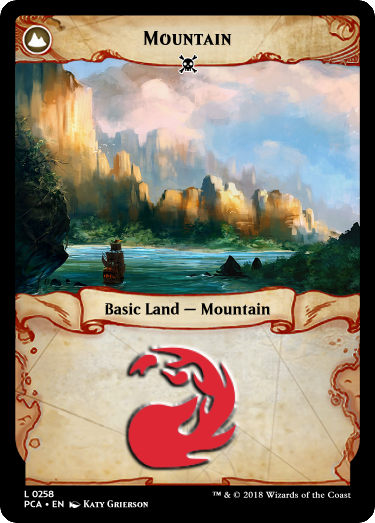 Mountain
Basic Land — Mountain
L 0258
PCA • EN Katy Grierson
™ & © 2018 Wizards of the Coast